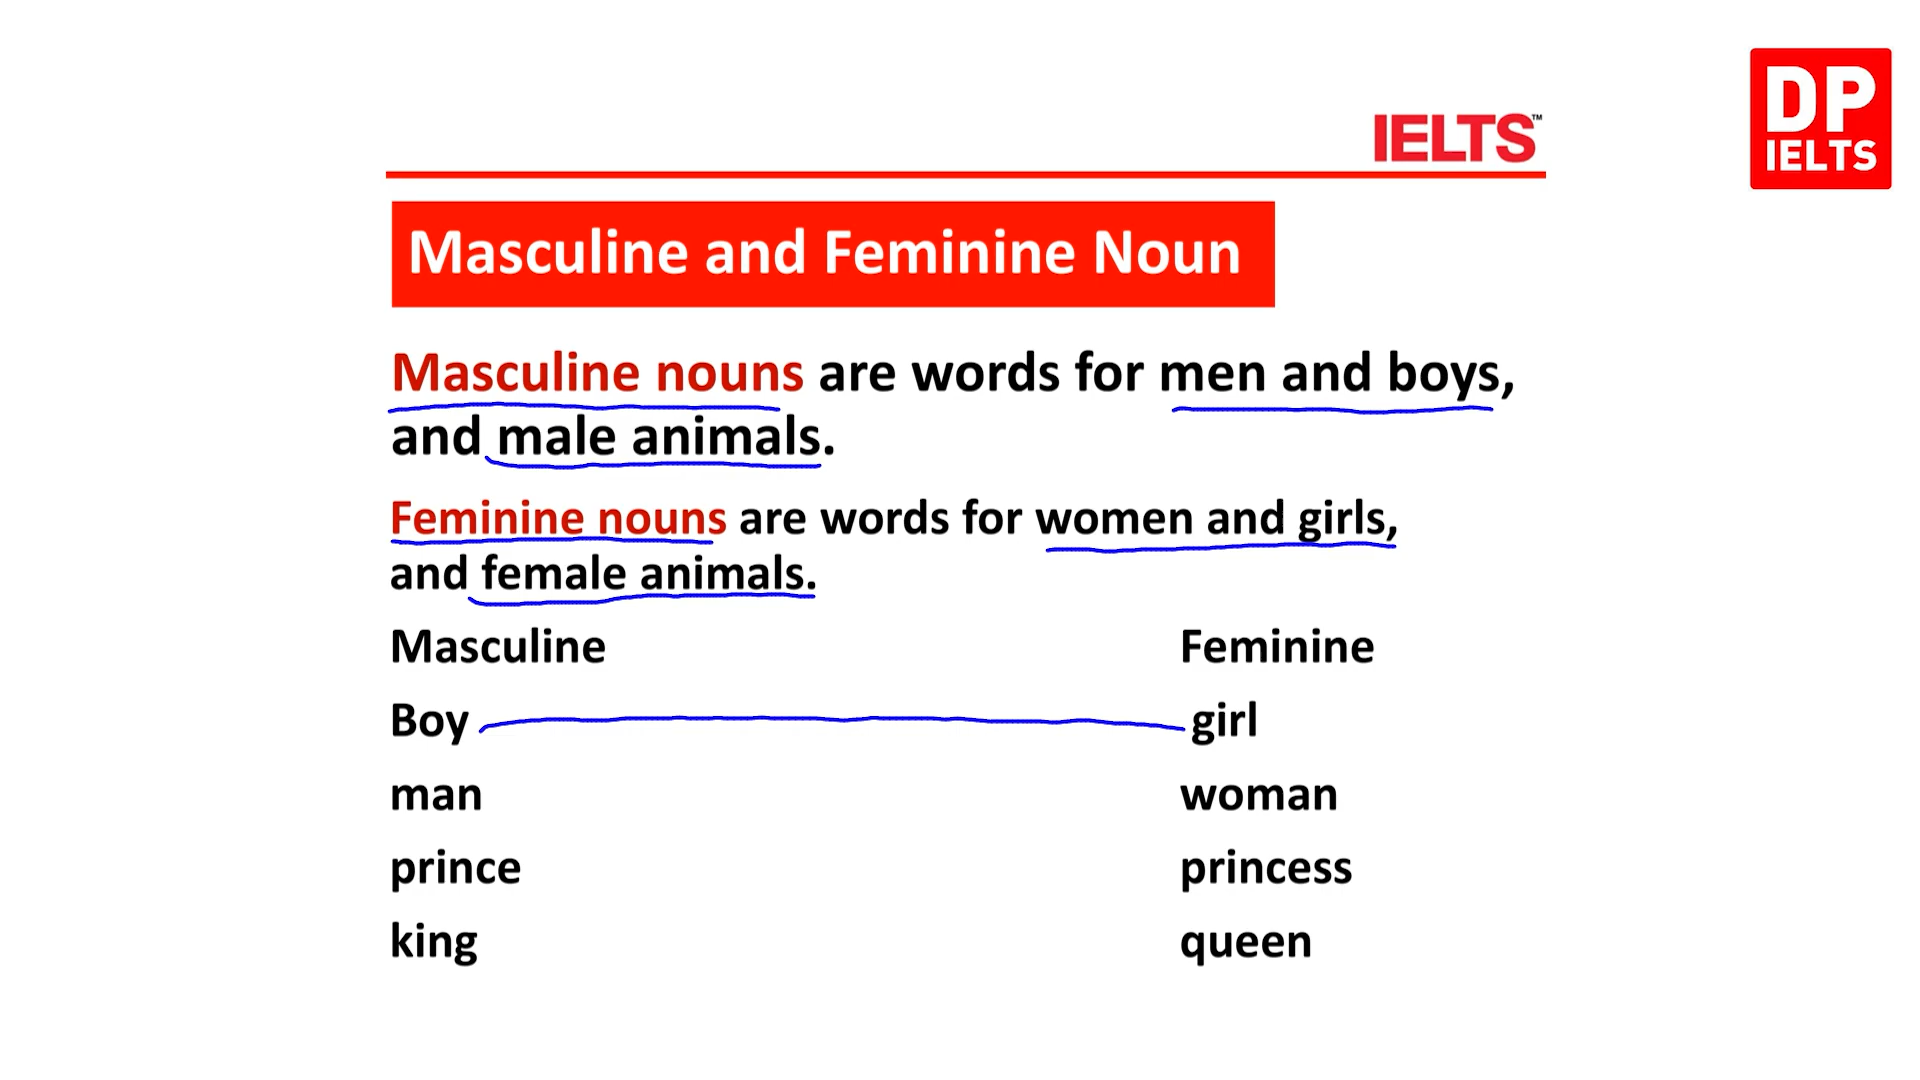 DP
IELTS
IELTS™
Masculine and Feminine Noun
Masculine nouns are words for men and boys,
and male animals.
Feminine nouns are words for women and girls,
and female animals.
Masculine Feminine
Boy girl
man woman
prince princess
king queen